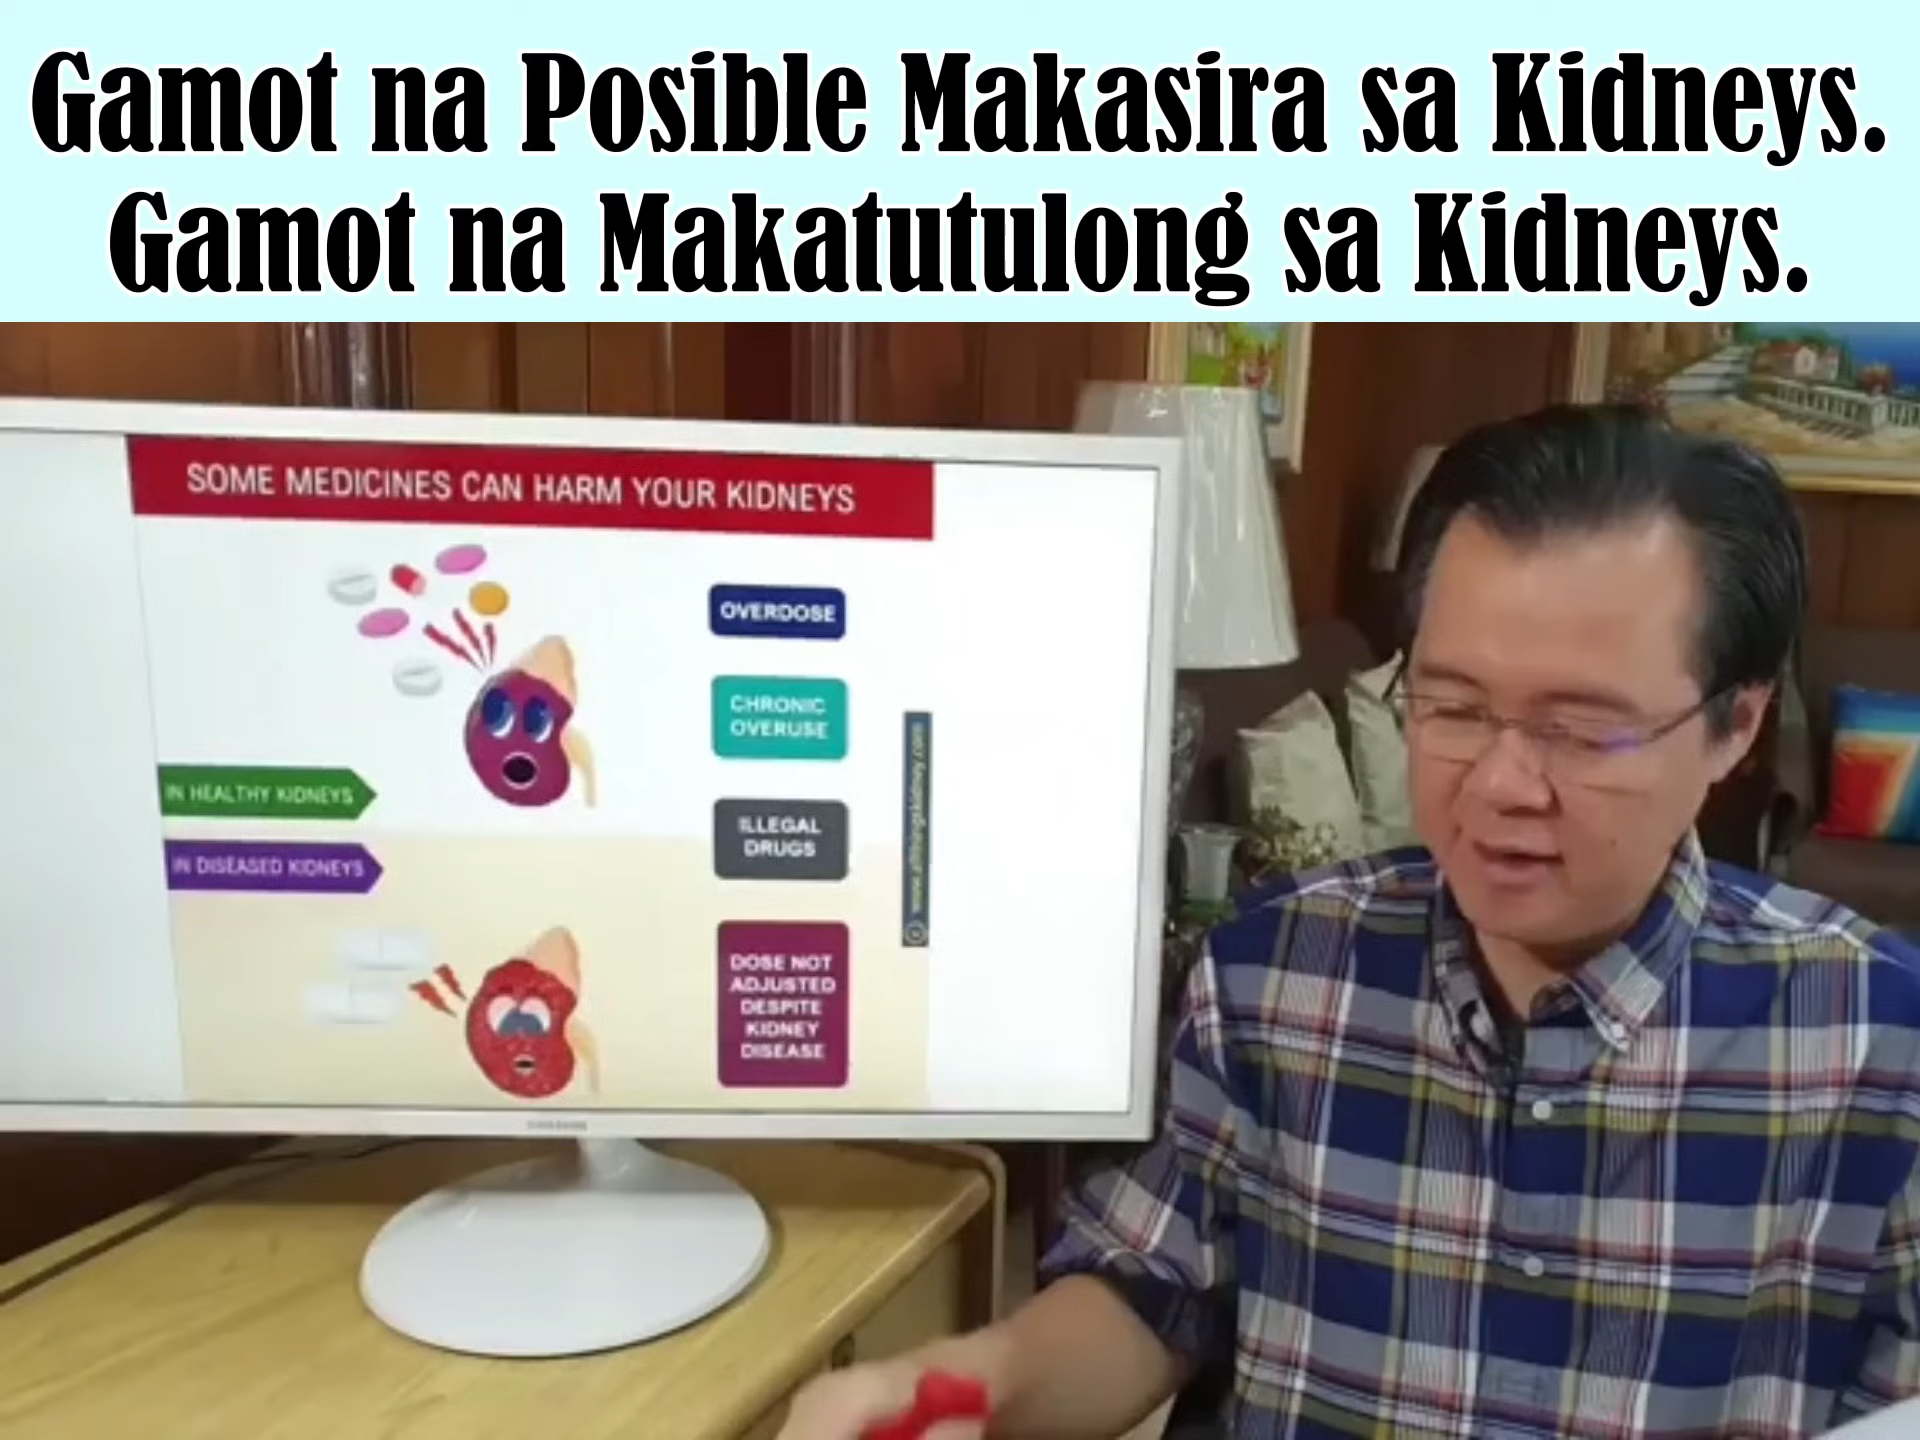 Gamot na Posible Makasira sa Kidneys.
Gamot na Makatutulong sa Kidneys.
SOME MEDICINES CAN HARM YOUR KIDNEYS
OVERDOSE
CHRONIC
OVERUSE
IN HEALTHY KIDNEYS
ILLEGAL
DRUGS
IN DISEASED KIDNEYS
DOSE NOT
ADJUSTED
DESPITE
KIDNEY
DISEASE
SAMSUNG